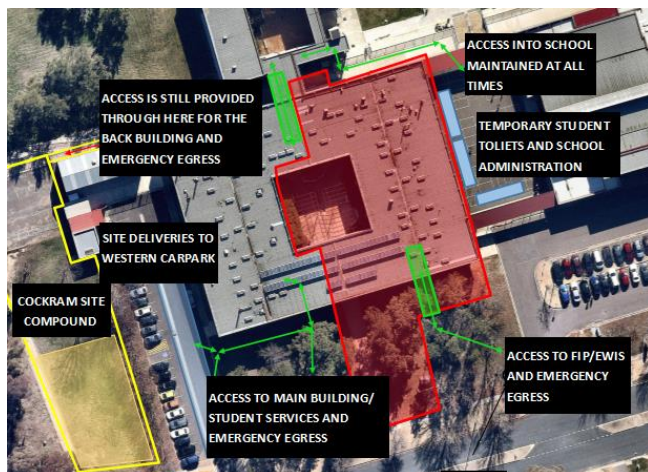 ACCESS INTO SCHOOL
MAINTAINED AT ALL
TIMES
ACCESS IS STILL PROVIDED
THROUGH HERE FOR THE
BACK BUILDING AND
EMERGENCY EGRESS
TEMPORARY STUDENT
TOLIETS AND SCHOOL
ADMINISTRATION
SITE DELIVERIES TO
WESTERN CARPARK
COCKRAM SITE
COMPOUND
ACCESS TO FIP/EWIS
AND EMERGENCY
EGRESS
ACCESS TO MAIN BUILDING/
STUDENT SERVICES AND
EMERGENCY EGRESS